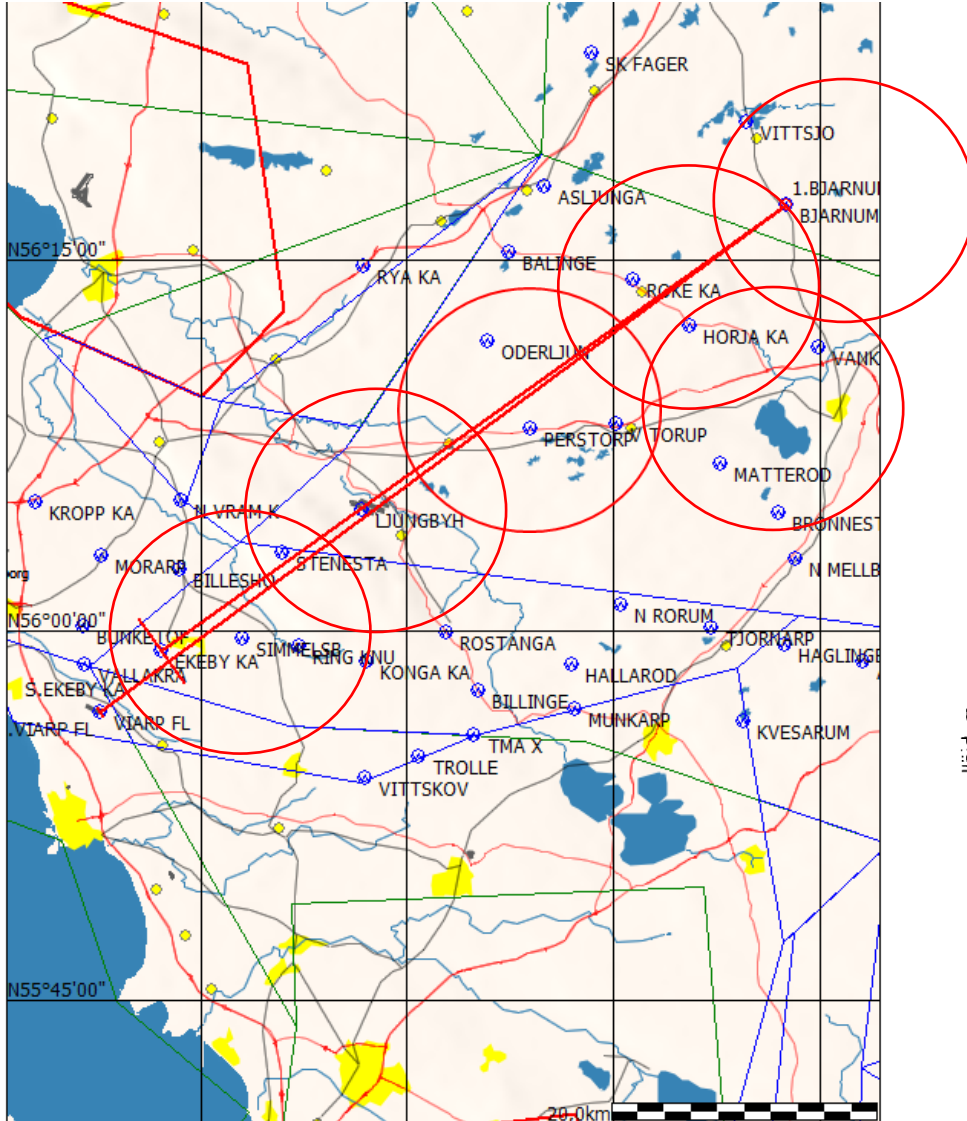 SK FAGER
VITTSJO
ASLJUNGA
1.BJARNU
BJARNUM
N56°15'00"
BALINGE
RYA KA
ROKE KA
HORJA KA
ODERLJUN
VANK
PERSTORP
V TORUP
MATTEROD
KROPP KA
N VRAM K
LJUNGBYH
BRONNEST
STENESTA
MORARP
BILLESHO
N MELLB
org
N RORUM
N56°00'00"
BUNKELOF
SIMMELSB
ROSTANGA
TJORNARP
EKEBY KA
RING KNU
HAGLINGE
VALLAKRA
KONGA KA
HALLAROD
S.EKEBY KA
BILLINGE
MUNKARP
VIARP FL
.VIARP FL
KVESARUM
TMA X
TROLLE
VITTSKOV
N55°45'00"
20.0km